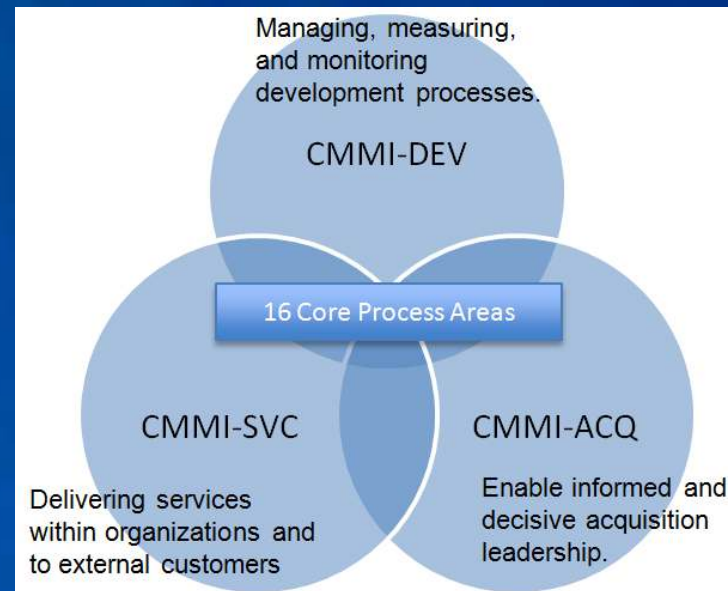 Managing, measuring,
and monitoring
development processes.
CMMI-DEV
16 Core Process Areas
CMMI-SVC
CMMI-ACQ
Delivering services
within organizations and
to external customers
Enable informed and
decisive acquisition
leadership.